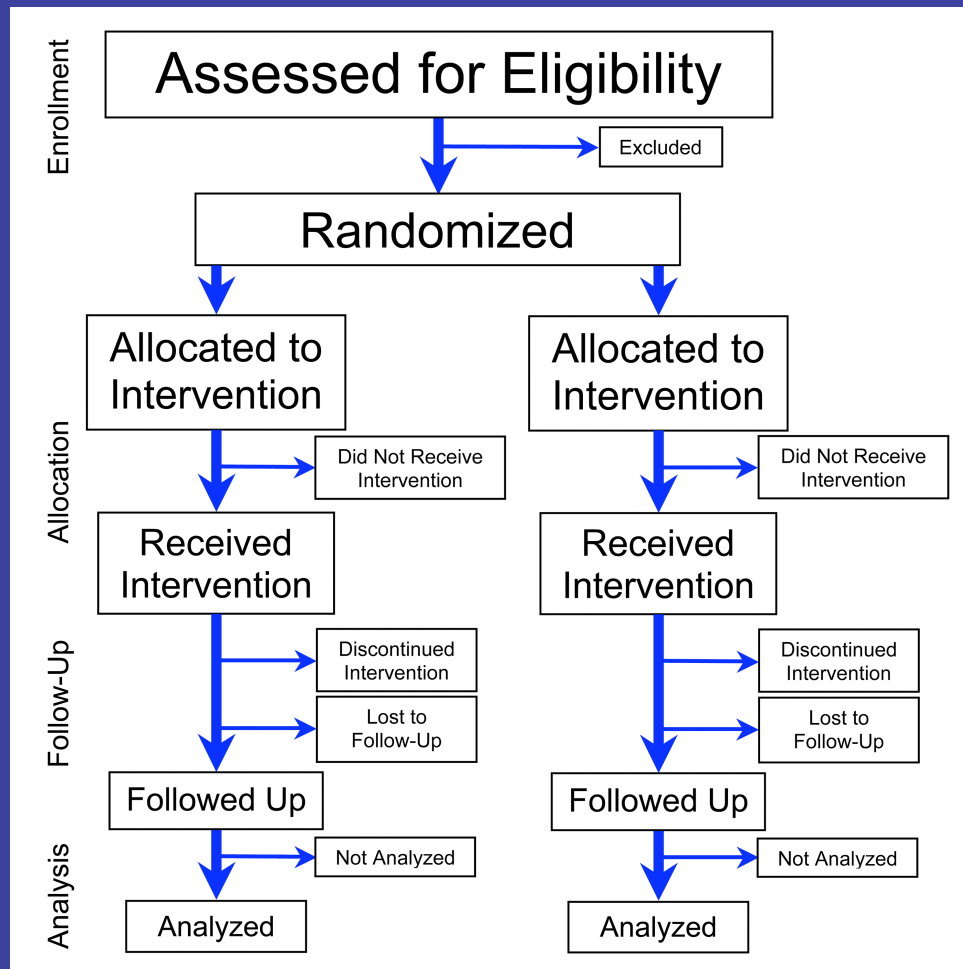 Enrollment
Assessed for Eligibility
Excluded
Randomized
Allocation
Allocated to
Intervention
Did Not Receive
Intervention
Received
Intervention
Allocated to
Intervention
Did Not Receive
Intervention
Received
Intervention
Follow-Up
Discontinued
Intervention
Lost to
Follow-Up
Followed Up
Discontinued
Intervention
Lost to
Follow-Up
Followed Up
Analysis
Not Analyzed
Analyzed
Not Analyzed
Analyzed